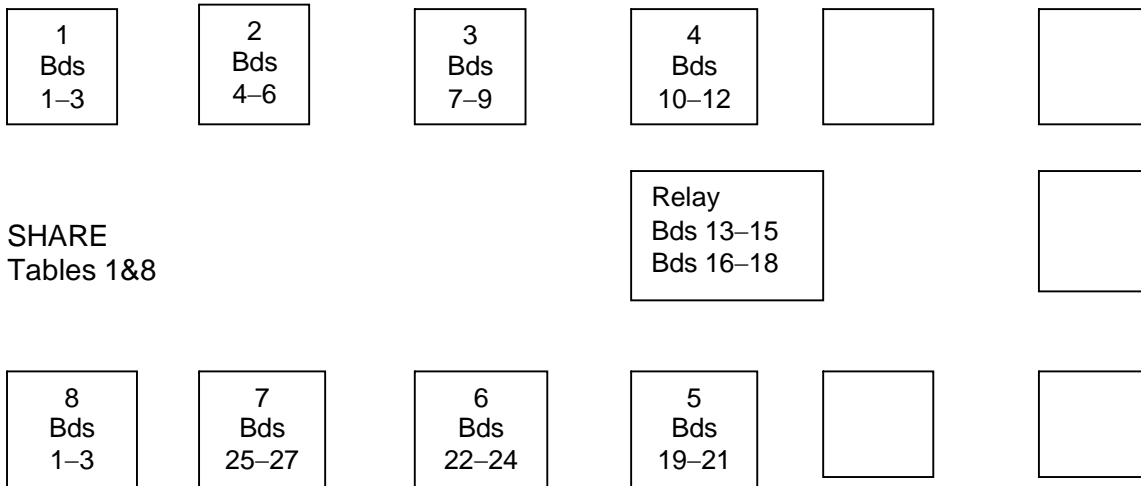 1
Bds
1–3
2
Bds
4–6
3
Bds
7–9
4
Bds
10–12
SHARE
Tables 1&8
Relay
Bds 13–15
Bds 16–18
8
Bds
1–3
7
Bds
25–27
6
Bds
22–24
5
Bds
19–21